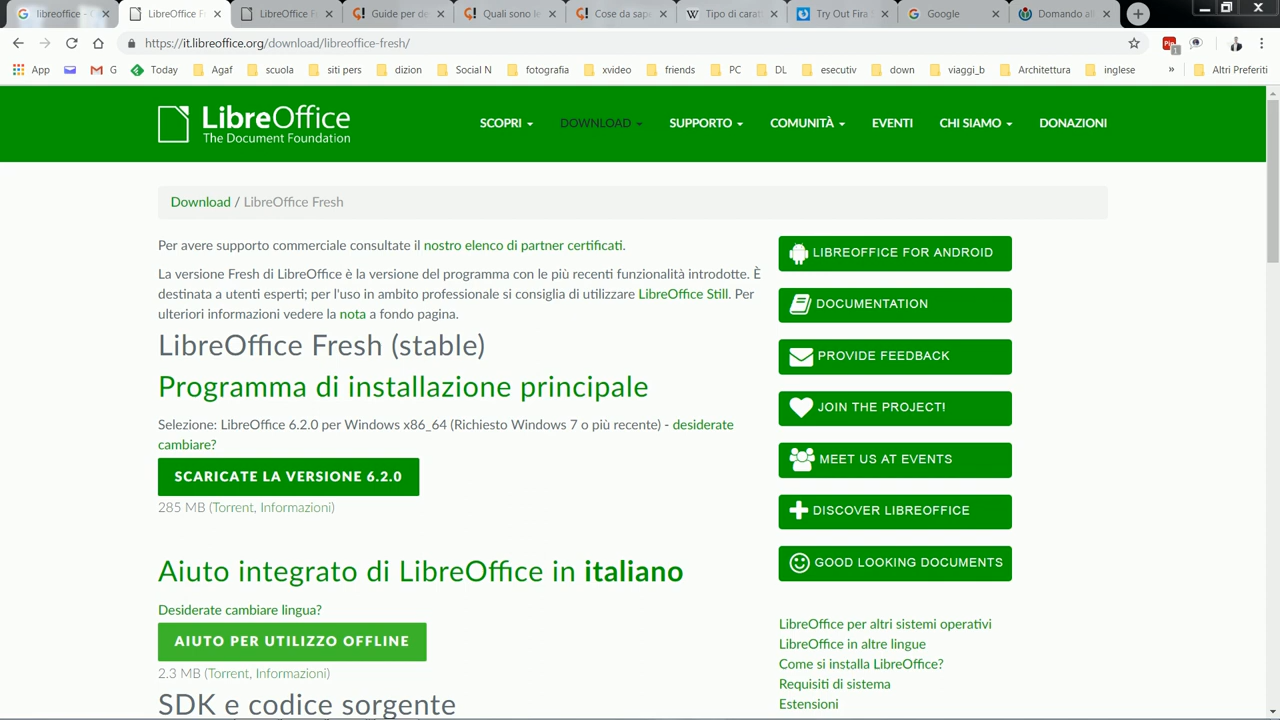 libreoffice - C
LibreOffice F
LibreOffice F
Guide per de
Quali sono le
Cose da sape
Tipo di caratt
Try Out Fira S
Google
Domando all
https://it.libreoffice.org/download/libreoffice-fresh/
App
G
Today
Agaf
scuola
siti pers
dizion
Social N
fotografia
xvideo
friends
PC
DL
esecutiv
down
viaggi_b
Architettura
inglese
»
Altri Preferiti
LibreOffice
The Document Foundation
SCOPRI
DOWNLOAD
SUPPORTO
COMUNITÀ
EVENTI
CHI SIAMO
DONAZIONI
Download / LibreOffice Fresh
Per avere supporto commerciale consultate il nostro elenco di partner certificati.
La versione Fresh di LibreOffice è la versione del programma con le più recenti funzionalità introdotte. È
destinata a utenti esperti; per l'uso in ambito professionale si consiglia di utilizzare LibreOffice Still. Per
ulteriori informazioni vedere la nota a fondo pagina.
LibreOffice Fresh (stable)
Programma di installazione principale
Selezione: LibreOffice 6.2.0 per Windows x86_64 (Richiesto Windows 7 o più recente) - desiderate
cambiare?
SCARICATE LA VERSIONE 6.2.0
285 MB (Torrent, Informazioni)
Aiuto integrato di LibreOffice in italiano
Desiderate cambiare lingua?
AIUTO PER UTILIZZO OFFLINE
2.3 MB (Torrent, Informazioni)
SDK e codice sorgente
LIBREOFFICE FOR ANDROID
DOCUMENTATION
PROVIDE FEEDBACK
JOIN THE PROJECT!
MEET US AT EVENTS
DISCOVER LIBREOFFICE
GOOD LOOKING DOCUMENTS
LibreOffice per altri sistemi operativi
LibreOffice in altre lingue
Come si installa LibreOffice?
Requisiti di sistema
Estensioni